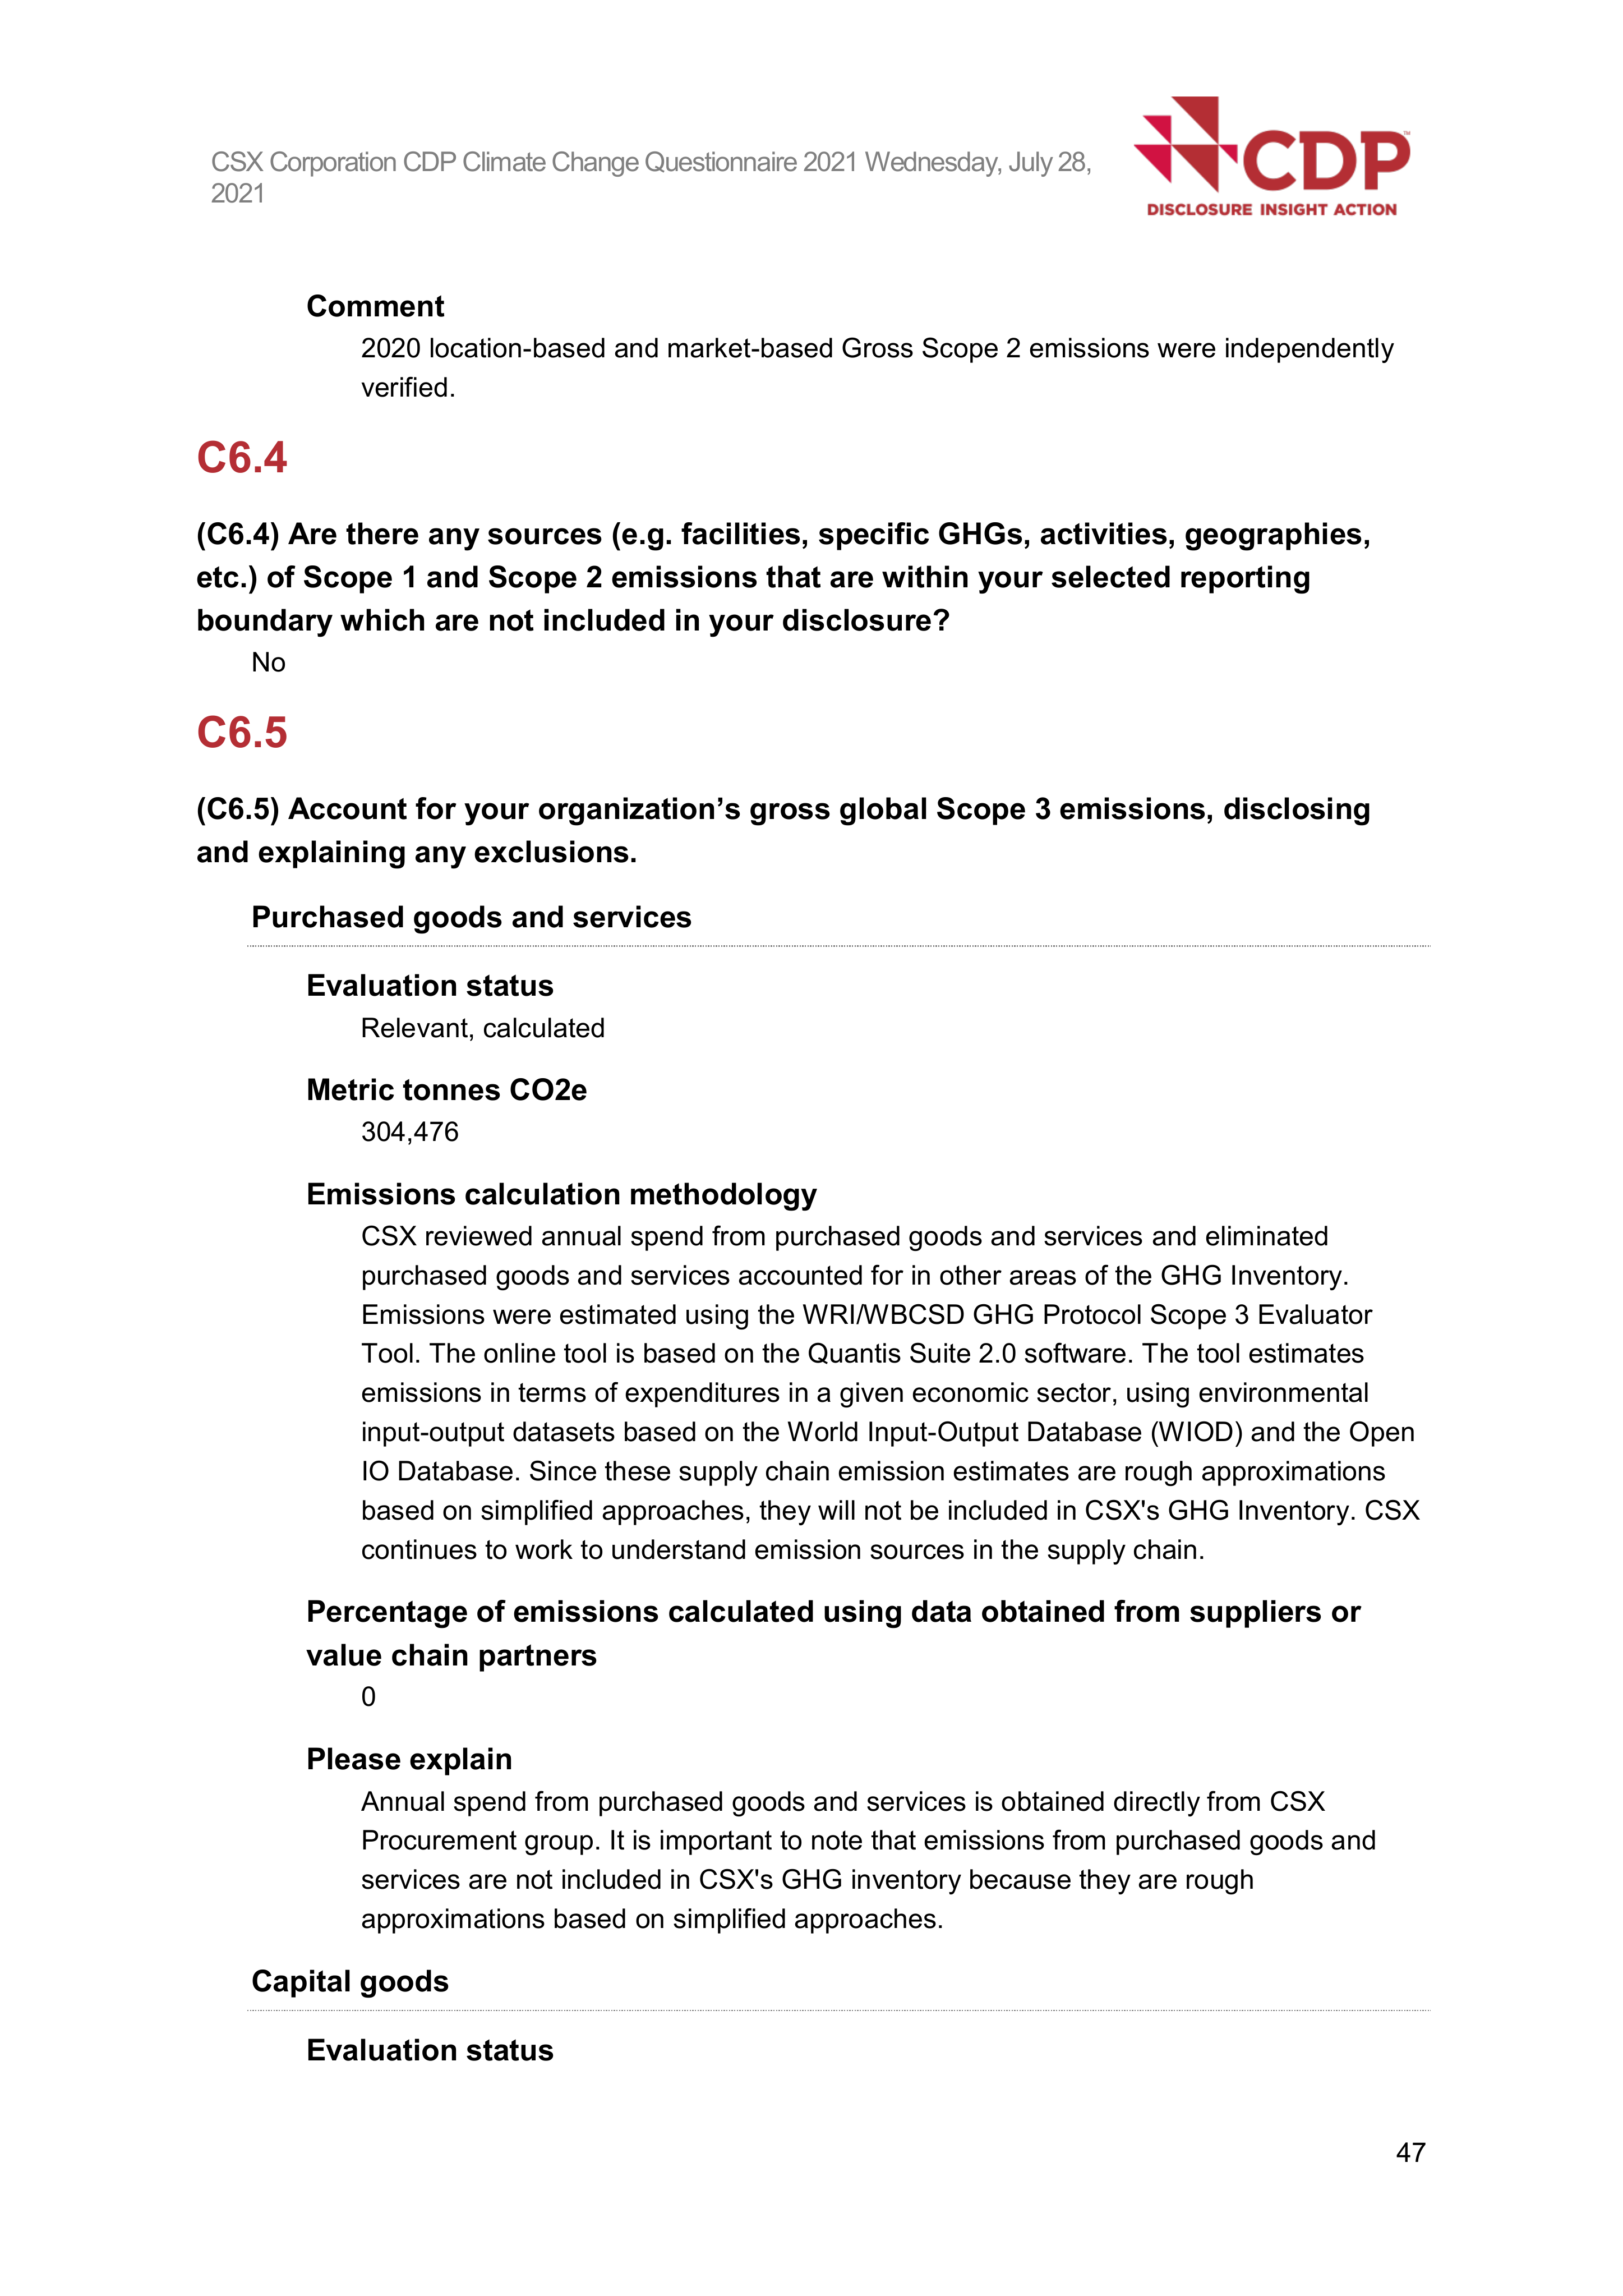 CSX Corporation CDP Climate Change Questionnaire 2021 Wednesday, July 28,
2021
CDP™
DISCLOSURE INSIGHT ACTION
Comment
2020 location-based and market-based Gross Scope 2 emissions were independently
verified.
C6.4
(C6.4) Are there any sources (e.g. facilities, specific GHGs, activities, geographies,
etc.) of Scope 1 and Scope 2 emissions that are within your selected reporting
boundary which are not included in your disclosure?
No
C6.5
(C6.5) Account for your organization’s gross global Scope 3 emissions, disclosing
and explaining any exclusions.
Purchased goods and services
Evaluation status
Relevant, calculated
Metric tonnes CO2e
304,476
Emissions calculation methodology
CSX reviewed annual spend from purchased goods and services and eliminated
purchased goods and services accounted for in other areas of the GHG Inventory.
Emissions were estimated using the WRI/WBCSD GHG Protocol Scope 3 Evaluator
Tool. The online tool is based on the Quantis Suite 2.0 software. The tool estimates
emissions in terms of expenditures in a given economic sector, using environmental
input-output datasets based on the World Input-Output Database (WIOD) and the Open
IO Database. Since these supply chain emission estimates are rough approximations
based on simplified approaches, they will not be included in CSX's GHG Inventory. CSX
continues to work to understand emission sources in the supply chain.
Percentage of emissions calculated using data obtained from suppliers or
value chain partners
0
Please explain
Annual spend from purchased goods and services is obtained directly from CSX
Procurement group. It is important to note that emissions from purchased goods and
services are not included in CSX's GHG inventory because they are rough
approximations based on simplified approaches.
Capital goods
Evaluation status
47